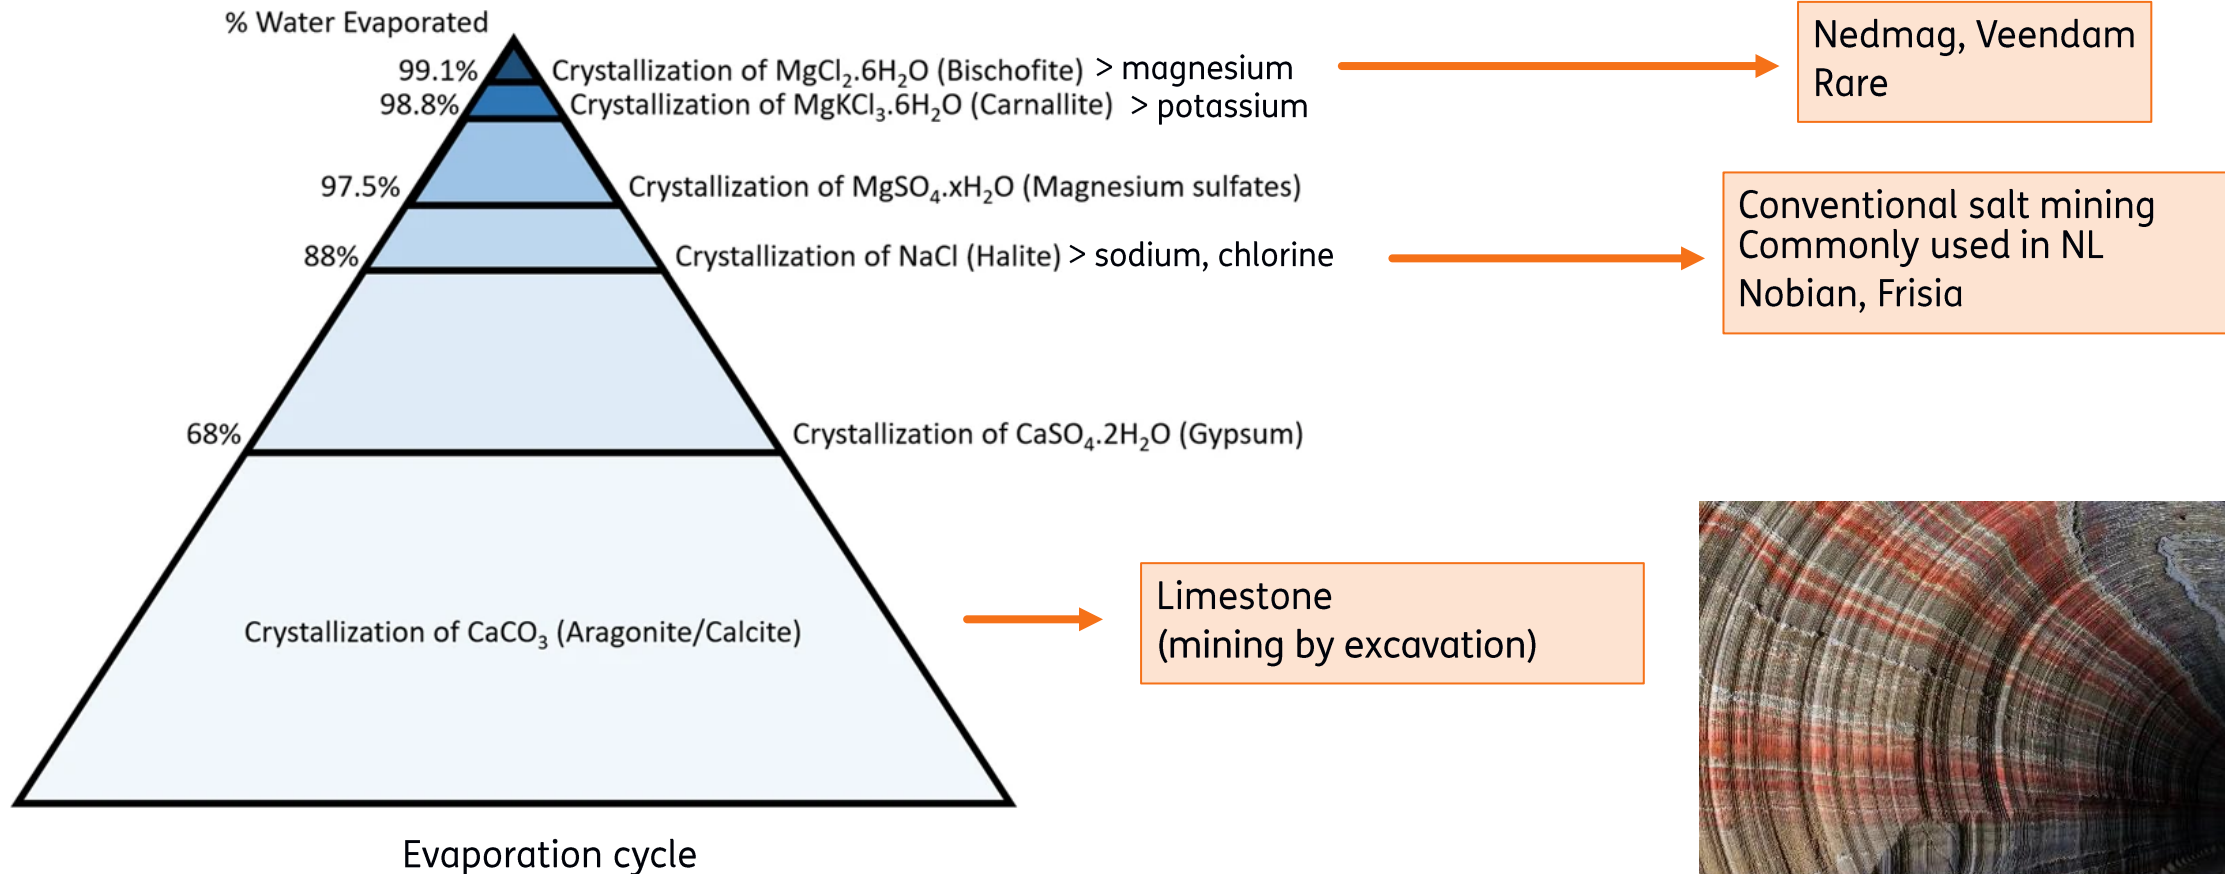 % Water Evaporated
99.1% Crystallization of MgCl₂.6H₂O (Bischofite) > magnesium
Nedmag, Veendam
Rare
98.8% Crystallization of MgKCl₃.6H₂O (Carnallite) > potassium
97.5% Crystallization of MgSO₄.xH₂O (Magnesium sulfates)
88% Crystallization of NaCl (Halite) > sodium, chlorine
Conventional salt mining
Commonly used in NL
Nobian, Frisia
68% Crystallization of CaSO₄.2H₂O (Gypsum)
Crystallization of CaCO₃ (Aragonite/Calcite)
Limestone
(mining by excavation)
Evaporation cycle